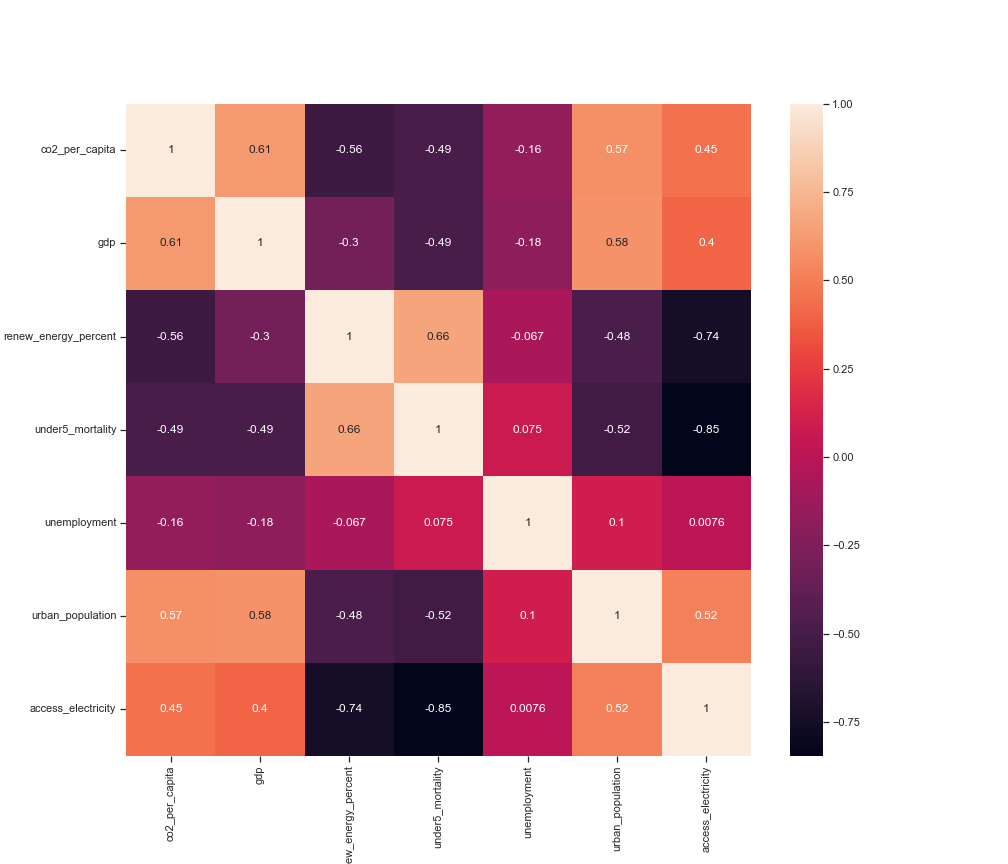 1.00
co2_per_capita 1 0.61 -0.56 -0.49 -0.16 0.57 0.45
0.75
gdp 0.61 1 -0.3 -0.49 -0.18 0.58 0.4
0.50
renew_energy_percent -0.56 -0.3 1 0.66 -0.067 -0.48 -0.74
0.25
under5_mortality -0.49 -0.49 0.66 1 0.075 -0.52 -0.85
0.00
unemployment -0.16 -0.18 -0.067 0.075 1 0.1 0.0076
−0.25
urban_population 0.57 0.58 -0.48 -0.52 0.1 1 0.52
−0.50
access_electricity 0.45 0.4 -0.74 -0.85 0.0076 0.52 1
−0.75
co2_per_capita
gdp
ew_energy_percent
under5_mortality
unemployment
urban_population
access_electricity